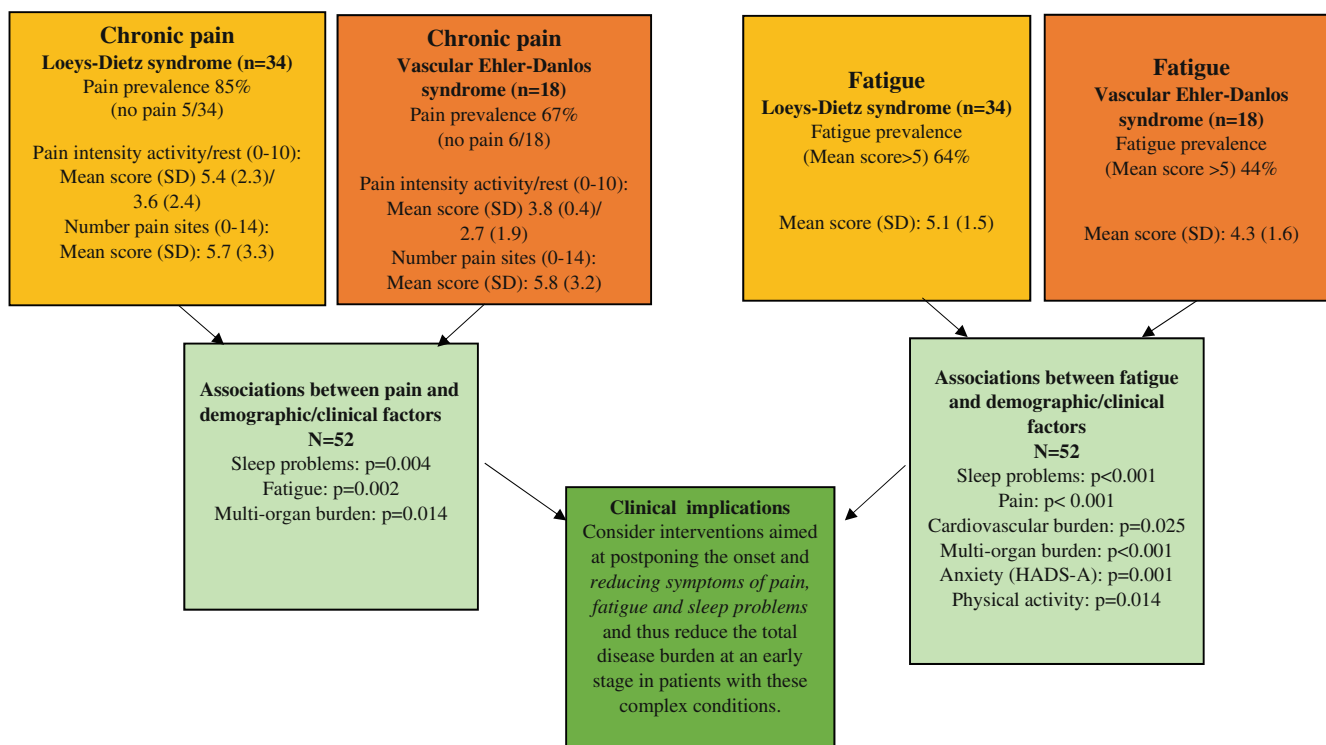 Chronic pain
Loeys-Dietz syndrome (n=34)
Pain prevalence 85%
(no pain 5/34)
Pain intensity activity/rest (0-10):
Mean score (SD) 5.4 (2.3)/
3.6 (2.4)
Number pain sites (0-14):
Mean score (SD): 5.7 (3.3)
Chronic pain
Vascular Ehler-Danlos
syndrome (n=18)
Pain prevalence 67%
(no pain 6/18)
Pain intensity activity/rest (0-10):
Mean score (SD) 3.8 (0.4)/
2.7 (1.9)
Number pain sites (0-14):
Mean score (SD): 5.8 (3.2)
Fatigue
Loeys-Dietz syndrome (n=34)
Fatigue prevalence
(Mean score>5) 64%
Mean score (SD): 5.1 (1.5)
Fatigue
Vascular Ehler-Danlos
syndrome (n=18)
Fatigue prevalence
(Mean score >5) 44%
Mean score (SD): 4.3 (1.6)
Associations between pain and
demographic/clinical factors
N=52
Sleep problems: p=0.004
Fatigue: p=0.002
Multi-organ burden: p=0.014
Associations between fatigue
and demographic/clinical
factors
N=52
Sleep problems: p<0.001
Pain: p< 0.001
Cardiovascular burden: p=0.025
Multi-organ burden: p<0.001
Anxiety (HADS-A): p=0.001
Physical activity: p=0.014
Clinical implications
Consider interventions aimed
at postponing the onset and
reducing symptoms of pain,
fatigue and sleep problems
and thus reduce the total
disease burden at an early
stage in patients with these
complex conditions.